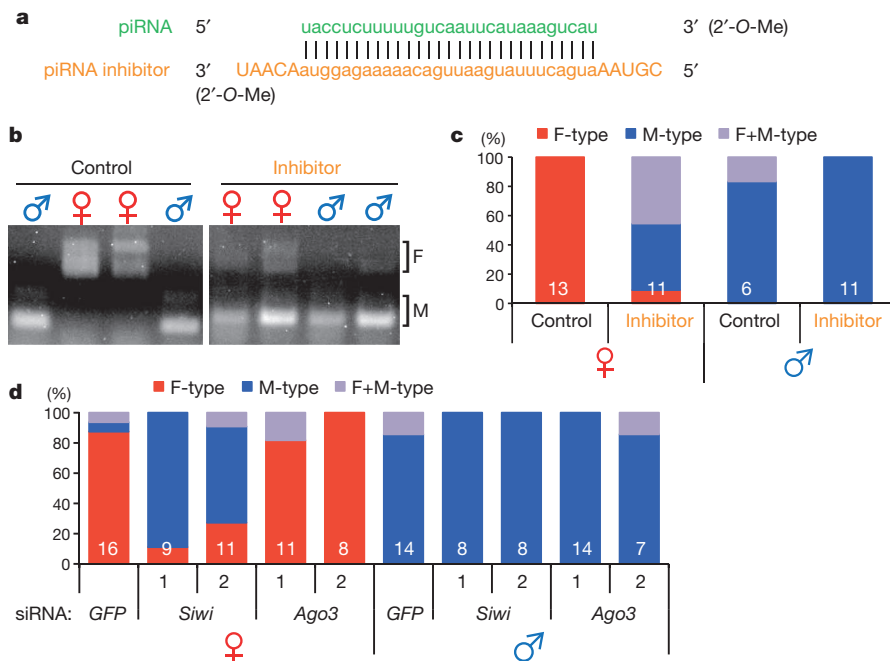 a
piRNA 5′ uaccucuuuuugucaauucauaaagucau 3′ (2′-O-Me)
piRNA inhibitor 3′ UAACAauggagaaaaacaguuaaguauuucaguaAAUGC 5′
(2′-O-Me)
b
Control Inhibitor
♂ ♀ ♀ ♂ ♀ ♀ ♂ ♂
F
M
c
(%) F-type M-type F+M-type
100
80
60
40
20
0
13 11 6 11
Control Inhibitor Control Inhibitor
♀ ♂
d
(%) F-type M-type F+M-type
100
80
60
40
20
0
16 9 11 11 8 14 8 8 14 7
1 2 1 2 1 2 1 2
siRNA: GFP Siwi Ago3 GFP Siwi Ago3
♀ ♂